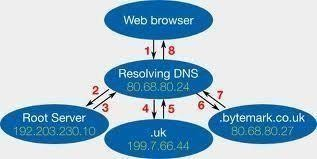 Web browser
1
8
Resolving DNS
80.68.80.24
2
3
4
5
6
7
Root Server
192.203.230.10
.uk
199.7.66.44
.bytemark.co.uk
80.68.80.27